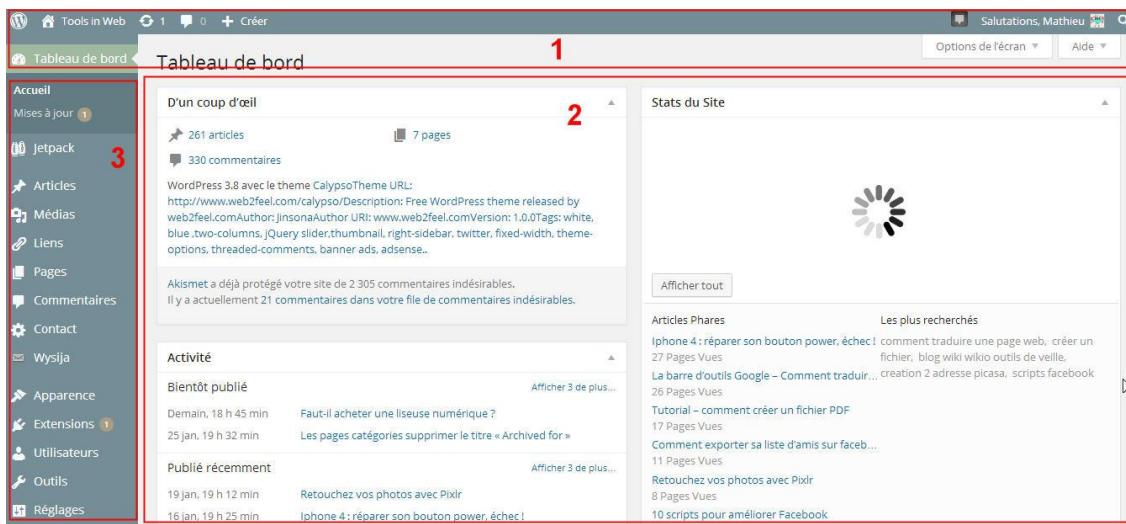 Tools in Web 1 0 + Créer Salutations, Mathieu
Options de l'écran Aide
1
Tableau de bord
Accueil
Mises à jour 1
3
Jetpack
Articles
Médias
Liens
Pages
Commentaires
Contact
Wysija
Apparence
Extensions 1
Utilisateurs
Outils
Réglages
Tableau de bord
2
D'un coup d'œil
261 articles 7 pages
330 commentaires
WordPress 3.8 avec le theme CalypsoTheme URL:
http://www.web2feel.com/calypso/Description: Free WordPress theme released by
web2feel.comAuthor: JinsonaAuthor URI: www.web2feel.comVersion: 1.0.0Tags: white,
blue ,two-columns, jQuery slider,thumbnail, right-sidebar, twitter, fixed-width, theme-
options, threaded-comments, banner ads, adsense..
Akismet a déjà protégé votre site de 2 305 commentaires indésirables.
Il y a actuellement 21 commentaires dans votre file de commentaires indésirables.
Activité
Bientôt publié Afficher 3 de plus...
Demain, 18 h 45 min Faut-il acheter une liseuse numérique ?
25 jan, 19 h 32 min Les pages catégories supprimer le titre « Archived for »
Publié récemment Afficher 3 de plus...
19 jan, 19 h 12 min Retouchez vos photos avec Pixlr
16 jan, 19 h 25 min Iphone 4 : réparer son bouton power, échec !
Stats du Site
Afficher tout
Articles Phares
Iphone 4 : réparer son bouton power, échec !
27 Pages Vues
La barre d'outils Google – Comment traduir...
26 Pages Vues
Tutorial – comment créer un fichier PDF
17 Pages Vues
Comment exporter sa liste d'amis sur faceb...
11 Pages Vues
Retouchez vos photos avec Pixlr
8 Pages Vues
10 scripts pour améliorer Facebook
Les plus recherchés
comment traduire une page web, créer un
fichier, blog wiki wikio outils de veille,
creation 2 adresse picasa, scripts facebook